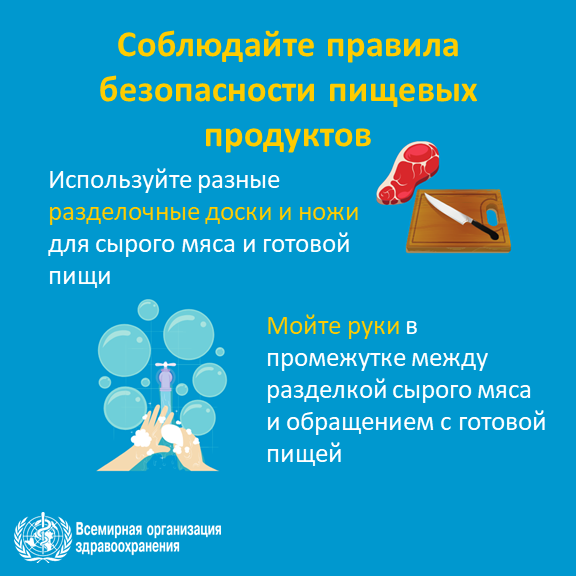 Соблюдайте правила
безопасности пищевых
продуктов
Используйте разные
разделочные доски и ножи
для сырого мяса и готовой
пищи
Мойте руки в
промежутке между
разделкой сырого мяса
и обращением с готовой
пищей
Всемирная организация
здравоохранения